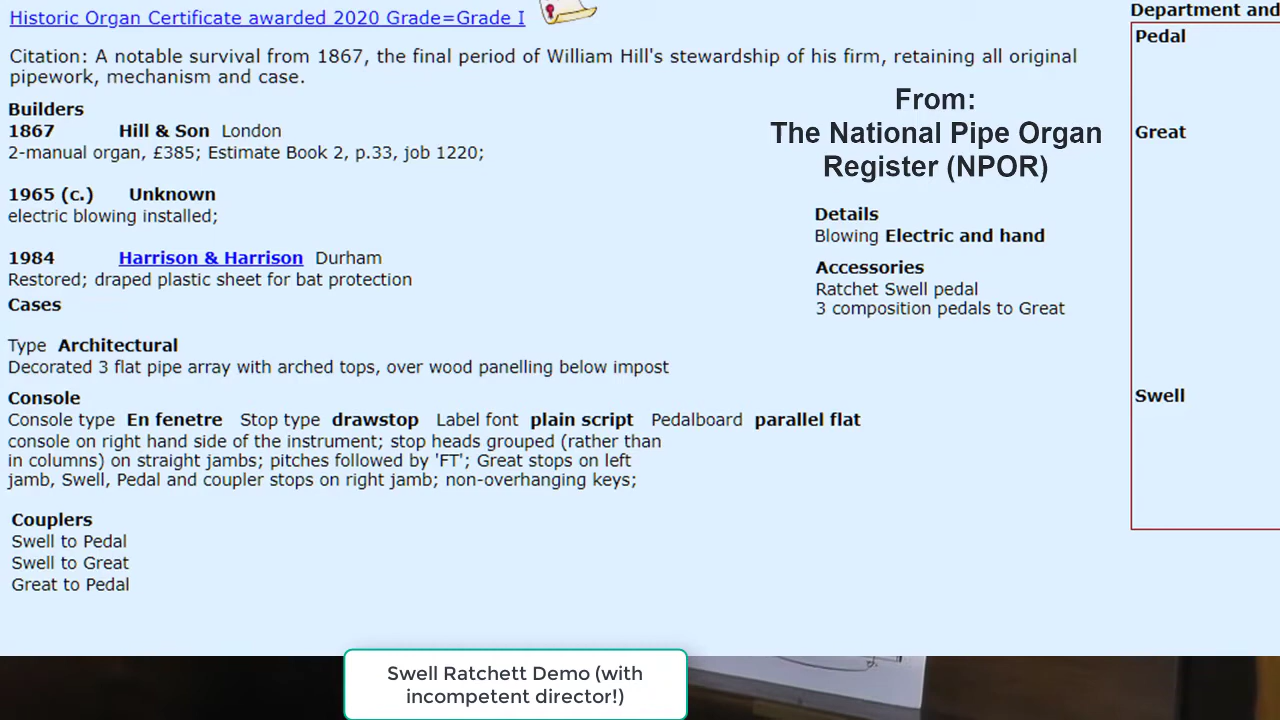 Historic Organ Certificate awarded 2020 Grade=Grade I
Citation: A notable survival from 1867, the final period of William Hill's stewardship of his firm, retaining all original
pipework, mechanism and case.
Builders
1867 Hill & Son London
2-manual organ, £385; Estimate Book 2, p.33, job 1220;
1965 (c.) Unknown
electric blowing installed;
1984 Harrison & Harrison Durham
Restored; draped plastic sheet for bat protection
Cases
Type Architectural
Decorated 3 flat pipe array with arched tops, over wood panelling below impost
Console
Console type En fenetre Stop type drawstop Label font plain script Pedalboard parallel flat
console on right hand side of the instrument; stop heads grouped (rather than
in columns) on straight jambs; pitches followed by 'FT'; Great stops on left
jamb, Swell, Pedal and coupler stops on right jamb; non-overhanging keys;
Couplers
Swell to Pedal
Swell to Great
Great to Pedal
From:
The National Pipe Organ
Register (NPOR)
Details
Blowing Electric and hand
Accessories
Ratchet Swell pedal
3 composition pedals to Great
Department and
Pedal
Great
Swell
Swell Ratchett Demo (with
incompetent director!)